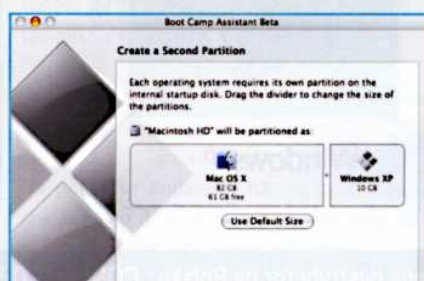 Boot Camp Assistant Beta
Create a Second Partition
Each operating system requires its own partition on the
internal startup disk. Drag the divider to change the size of
the partitions.
"Macintosh HD" will be partitioned as:
Mac OS X
82 GB
61 GB free
Windows XP
10 GB
Use Default Size